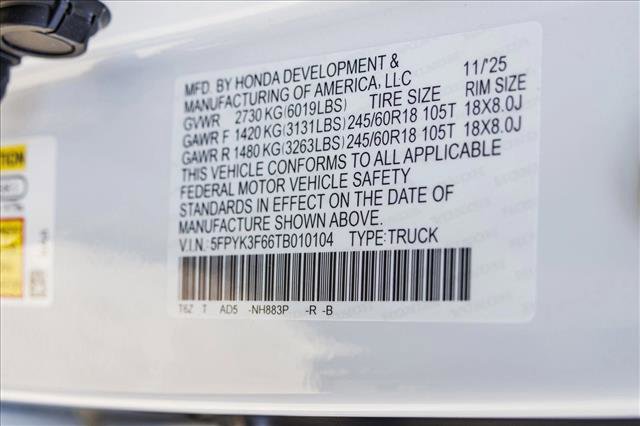 MFD. BY HONDA DEVELOPMENT & 11/'25
MANUFACTURING OF AMERICA, LLC
GVWR 2730 KG (6019LBS) TIRE SIZE RIM SIZE
GAWR F 1420 KG (3131LBS) 245/60R18 105T 18X8.0J
GAWR R 1480 KG (3263LBS) 245/60R18 105T 18X8.0J
THIS VEHICLE CONFORMS TO ALL APPLICABLE
FEDERAL MOTOR VEHICLE SAFETY
STANDARDS IN EFFECT ON THE DATE OF
MANUFACTURE SHOWN ABOVE.
V.I.N.: 5FPYK3F66TB010104 TYPE: TRUCK
T6Z T AD5 -NH883P -R -B